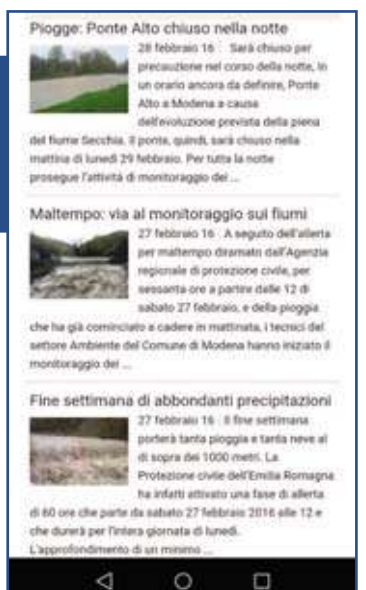 Piogge: Ponte Alto chiuso nella notte
28 febbraio 16 Sarà chiuso per
precauzione nel corso della notte, in
un orario ancora da definire, Ponte
Alto a Modena a causa
dell'evoluzione prevista della piena
del fiume Secchia. Il ponte, quindi, sarà chiuso nella
mattina di lunedì 29 febbraio. Per tutta la notte
prosegue l'attività di monitoraggio dei ...
Maltempo: via al monitoraggio sui fiumi
27 febbraio 16 A seguito dell'allerta
per maltempo diramato dall'Agenzia
regionale di protezione civile, per
sessanta ore a partire dalle 12 di
sabato 27 febbraio, e della pioggia
che ha già cominciato a cadere in mattinata, i tecnici del
settore Ambiente del Comune di Modena hanno iniziato il
monitoraggio dei ...
Fine settimana di abbondanti precipitazioni
27 febbraio 16 Il fine settimana
porterà tanta pioggia e tanta neve al
di sopra dei 1000 metri. La
Protezione civile dell'Emilia Romagna
ha infatti attivato una fase di allerta
di 60 ore che parte da sabato 27 febbraio 2016 alle 12 e
che durerà per l'intera giornata di lunedì.
L'approfondimento di un minimo ...